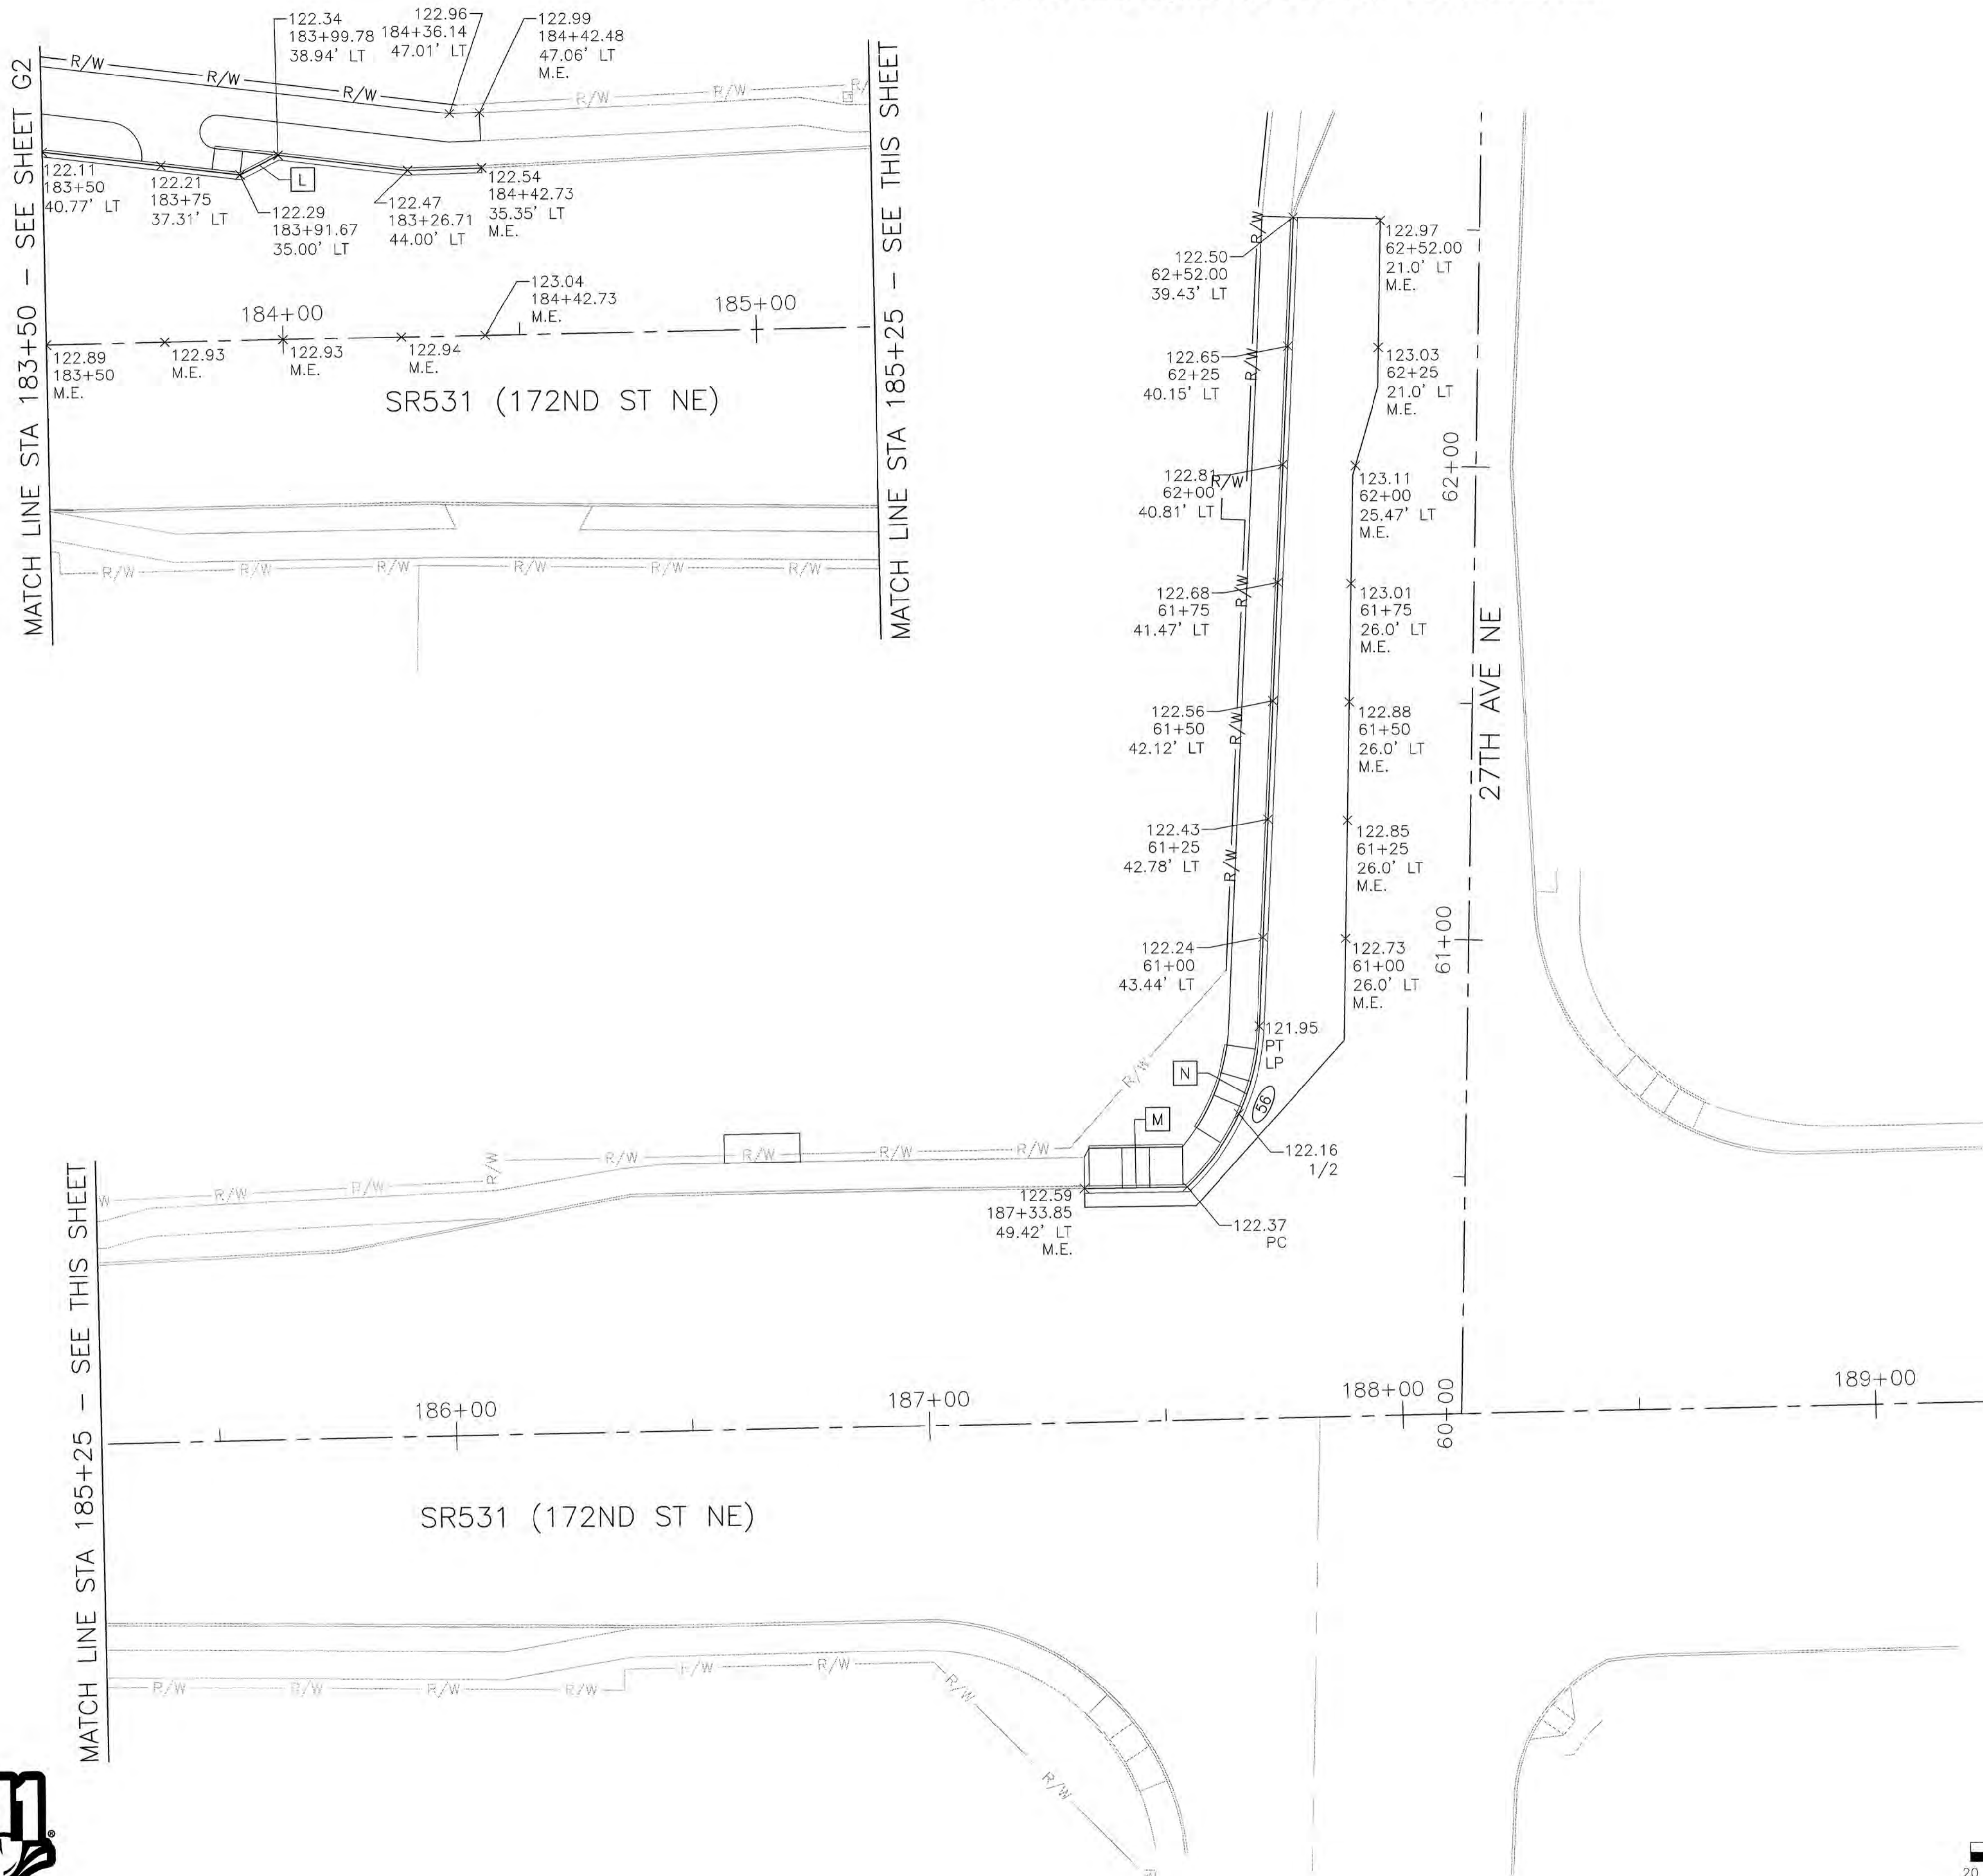 122.34
183+99.78
38.94' LT
122.96
184+36.14
47.01' LT
122.99
184+42.48
47.06' LT
M.E.
R/W
R/W
R/W
R/W
R/W
R/
MATCH LINE STA 183+50 - SEE SHEET G2
MATCH LINE STA 185+25 - SEE THIS SHEET
122.11
183+50
40.77' LT
122.21
183+75
37.31' LT
L
122.29
183+91.67
35.00' LT
122.47
183+26.71
44.00' LT
122.54
184+42.73
35.35' LT
M.E.
123.04
184+42.73
M.E.
184+00
185+00
122.89
183+50
M.E.
122.93
M.E.
122.93
M.E.
122.94
M.E.
SR531 (172ND ST NE)
R/W
R/W
R/W
R/W
R/W
R/W
R/W
122.50
62+52.00
39.43' LT
122.97
62+52.00
21.0' LT
M.E.
R/W
122.65
62+25
40.15' LT
123.03
62+25
21.0' LT
M.E.
62+00
122.81
62+00
40.81' LT
R/W
123.11
62+00
25.47' LT
M.E.
R/W
122.68
61+75
41.47' LT
123.01
61+75
26.0' LT
M.E.
27TH AVE NE
R/W
122.56
61+50
42.12' LT
122.88
61+50
26.0' LT
M.E.
R/W
122.43
61+25
42.78' LT
122.85
61+25
26.0' LT
M.E.
61+00
122.24
61+00
43.44' LT
122.73
61+00
26.0' LT
M.E.
121.95
PT
LP
R/W
N
56
M
122.16
1/2
122.59
187+33.85
49.42' LT
M.E.
122.37
PC
W
R/W
R/W
R/W
R/W
R/W
R/W
R/W
MATCH LINE STA 185+25 - SEE THIS SHEET
186+00
187+00
188+00
60+00
189+00
SR531 (172ND ST NE)
R/W
R/W
R/W
R/W
R/W
R/W
R/W
R/W
20